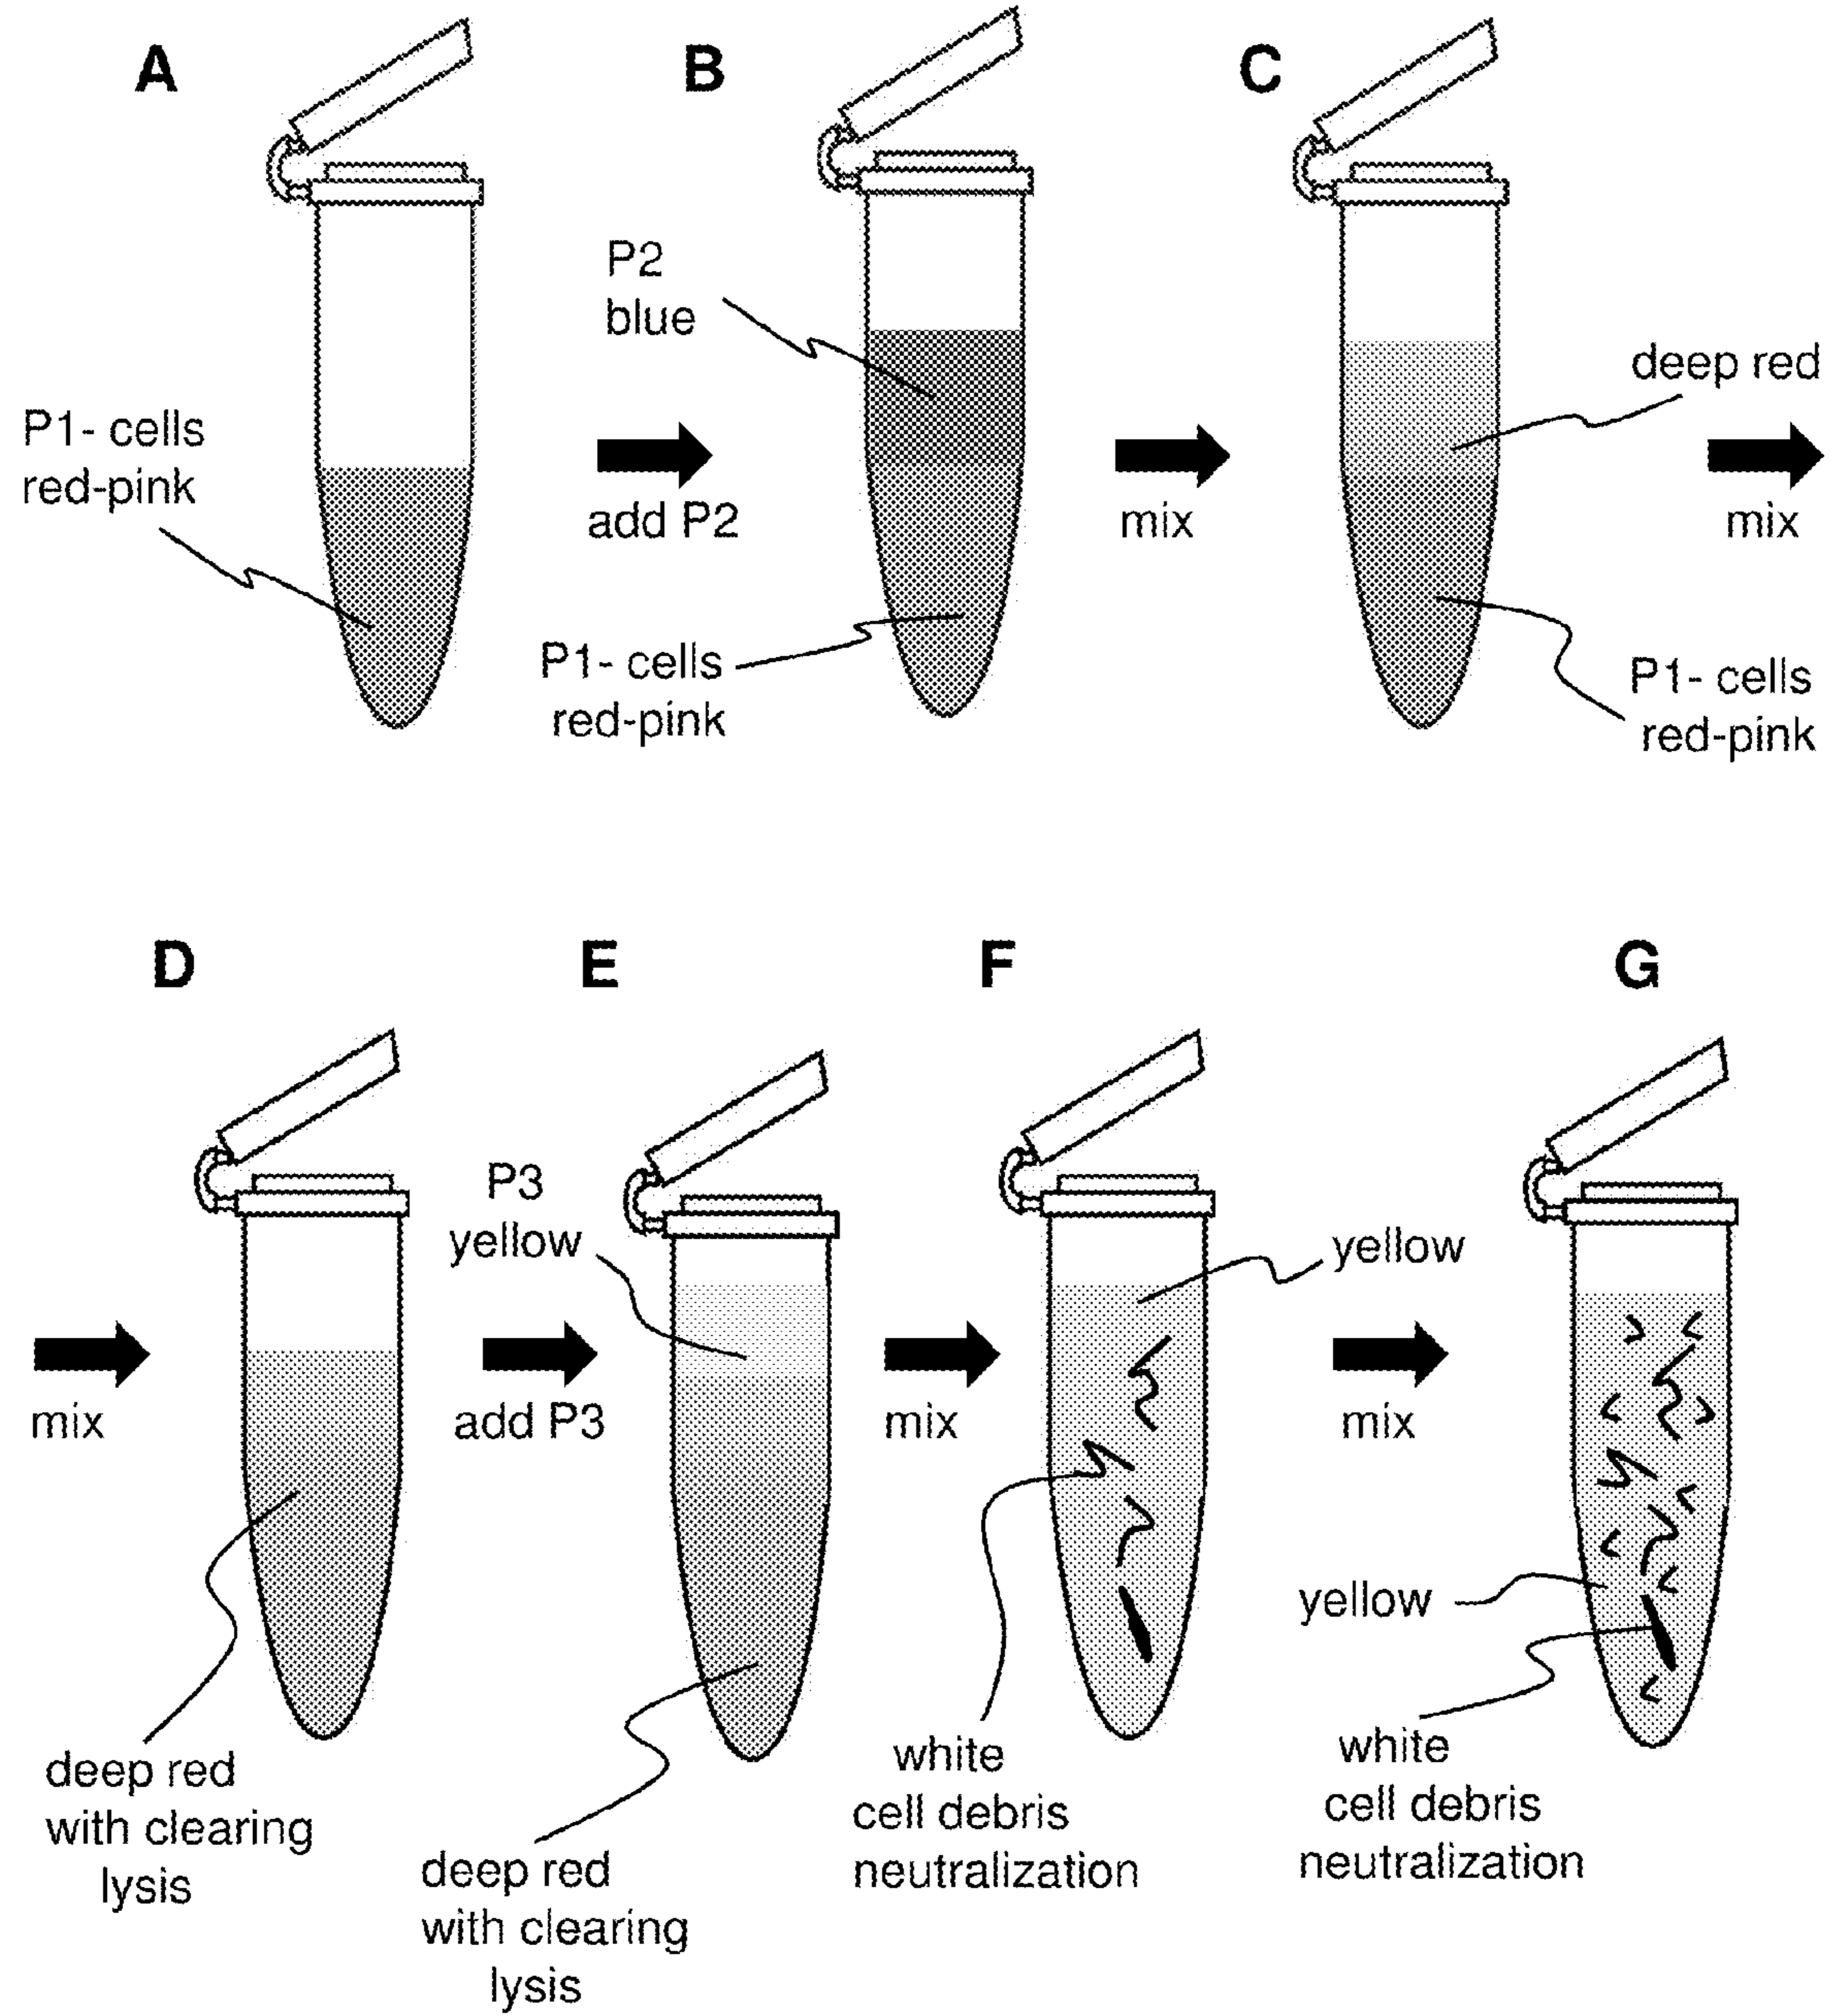 A
B
C
P2
blue
deep red
P1- cells
red-pink
add P2
mix
mix
P1- cells
red-pink
P1- cells
red-pink
D
E
F
G
P3
yellow
yellow
mix
add P3
mix
mix
yellow
white
cell debris
neutralization
white
cell debris
neutralization
deep red
with clearing
lysis
deep red
with clearing
lysis